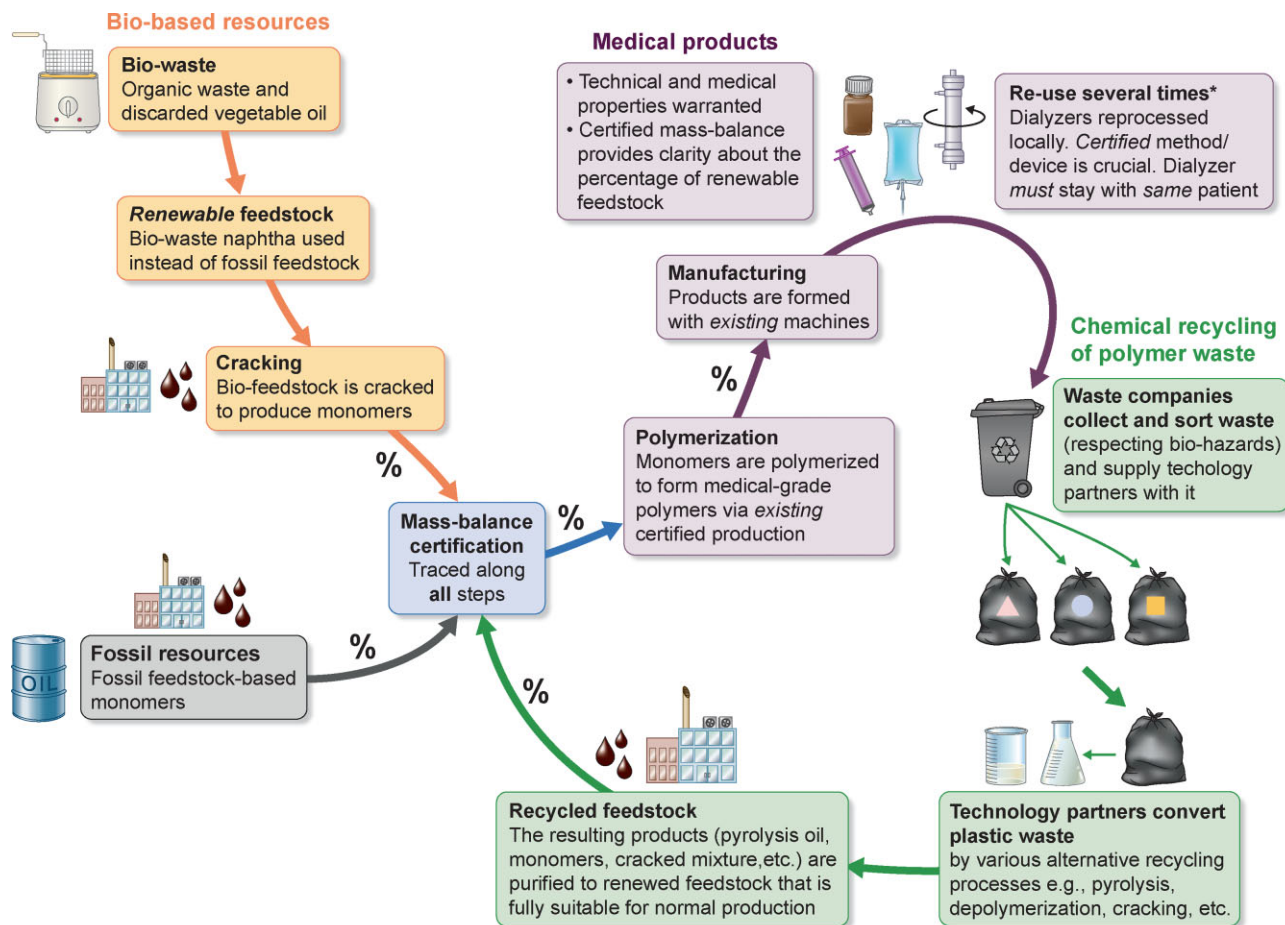 Bio-based resources
Bio-waste
Organic waste and
discarded vegetable oil
Renewable feedstock
Bio-waste naphtha used
instead of fossil feedstock
Cracking
Bio-feedstock is cracked
to produce monomers
%
Mass-balance
certification
Traced along
all steps
OIL
Fossil resources
Fossil feedstock-based
monomers
%
%
Polymerization
Monomers are polymerized
to form medical-grade
polymers via existing
certified production
%
Manufacturing
Products are formed
with existing machines
Medical products
• Technical and medical
properties warranted
• Certified mass-balance
provides clarity about the
percentage of renewable
feedstock
Re-use several times*
Dialyzers reprocessed
locally. Certified method/
device is crucial. Dialyzer
must stay with same patient
Chemical recycling
of polymer waste
Waste companies
collect and sort waste
(respecting bio-hazards)
and supply techology
partners with it
Technology partners convert
plastic waste
by various alternative recycling
processes e.g., pyrolysis,
depolymerization, cracking, etc.
Recycled feedstock
The resulting products (pyrolysis oil,
monomers, cracked mixture,etc.) are
purified to renewed feedstock that is
fully suitable for normal production
%